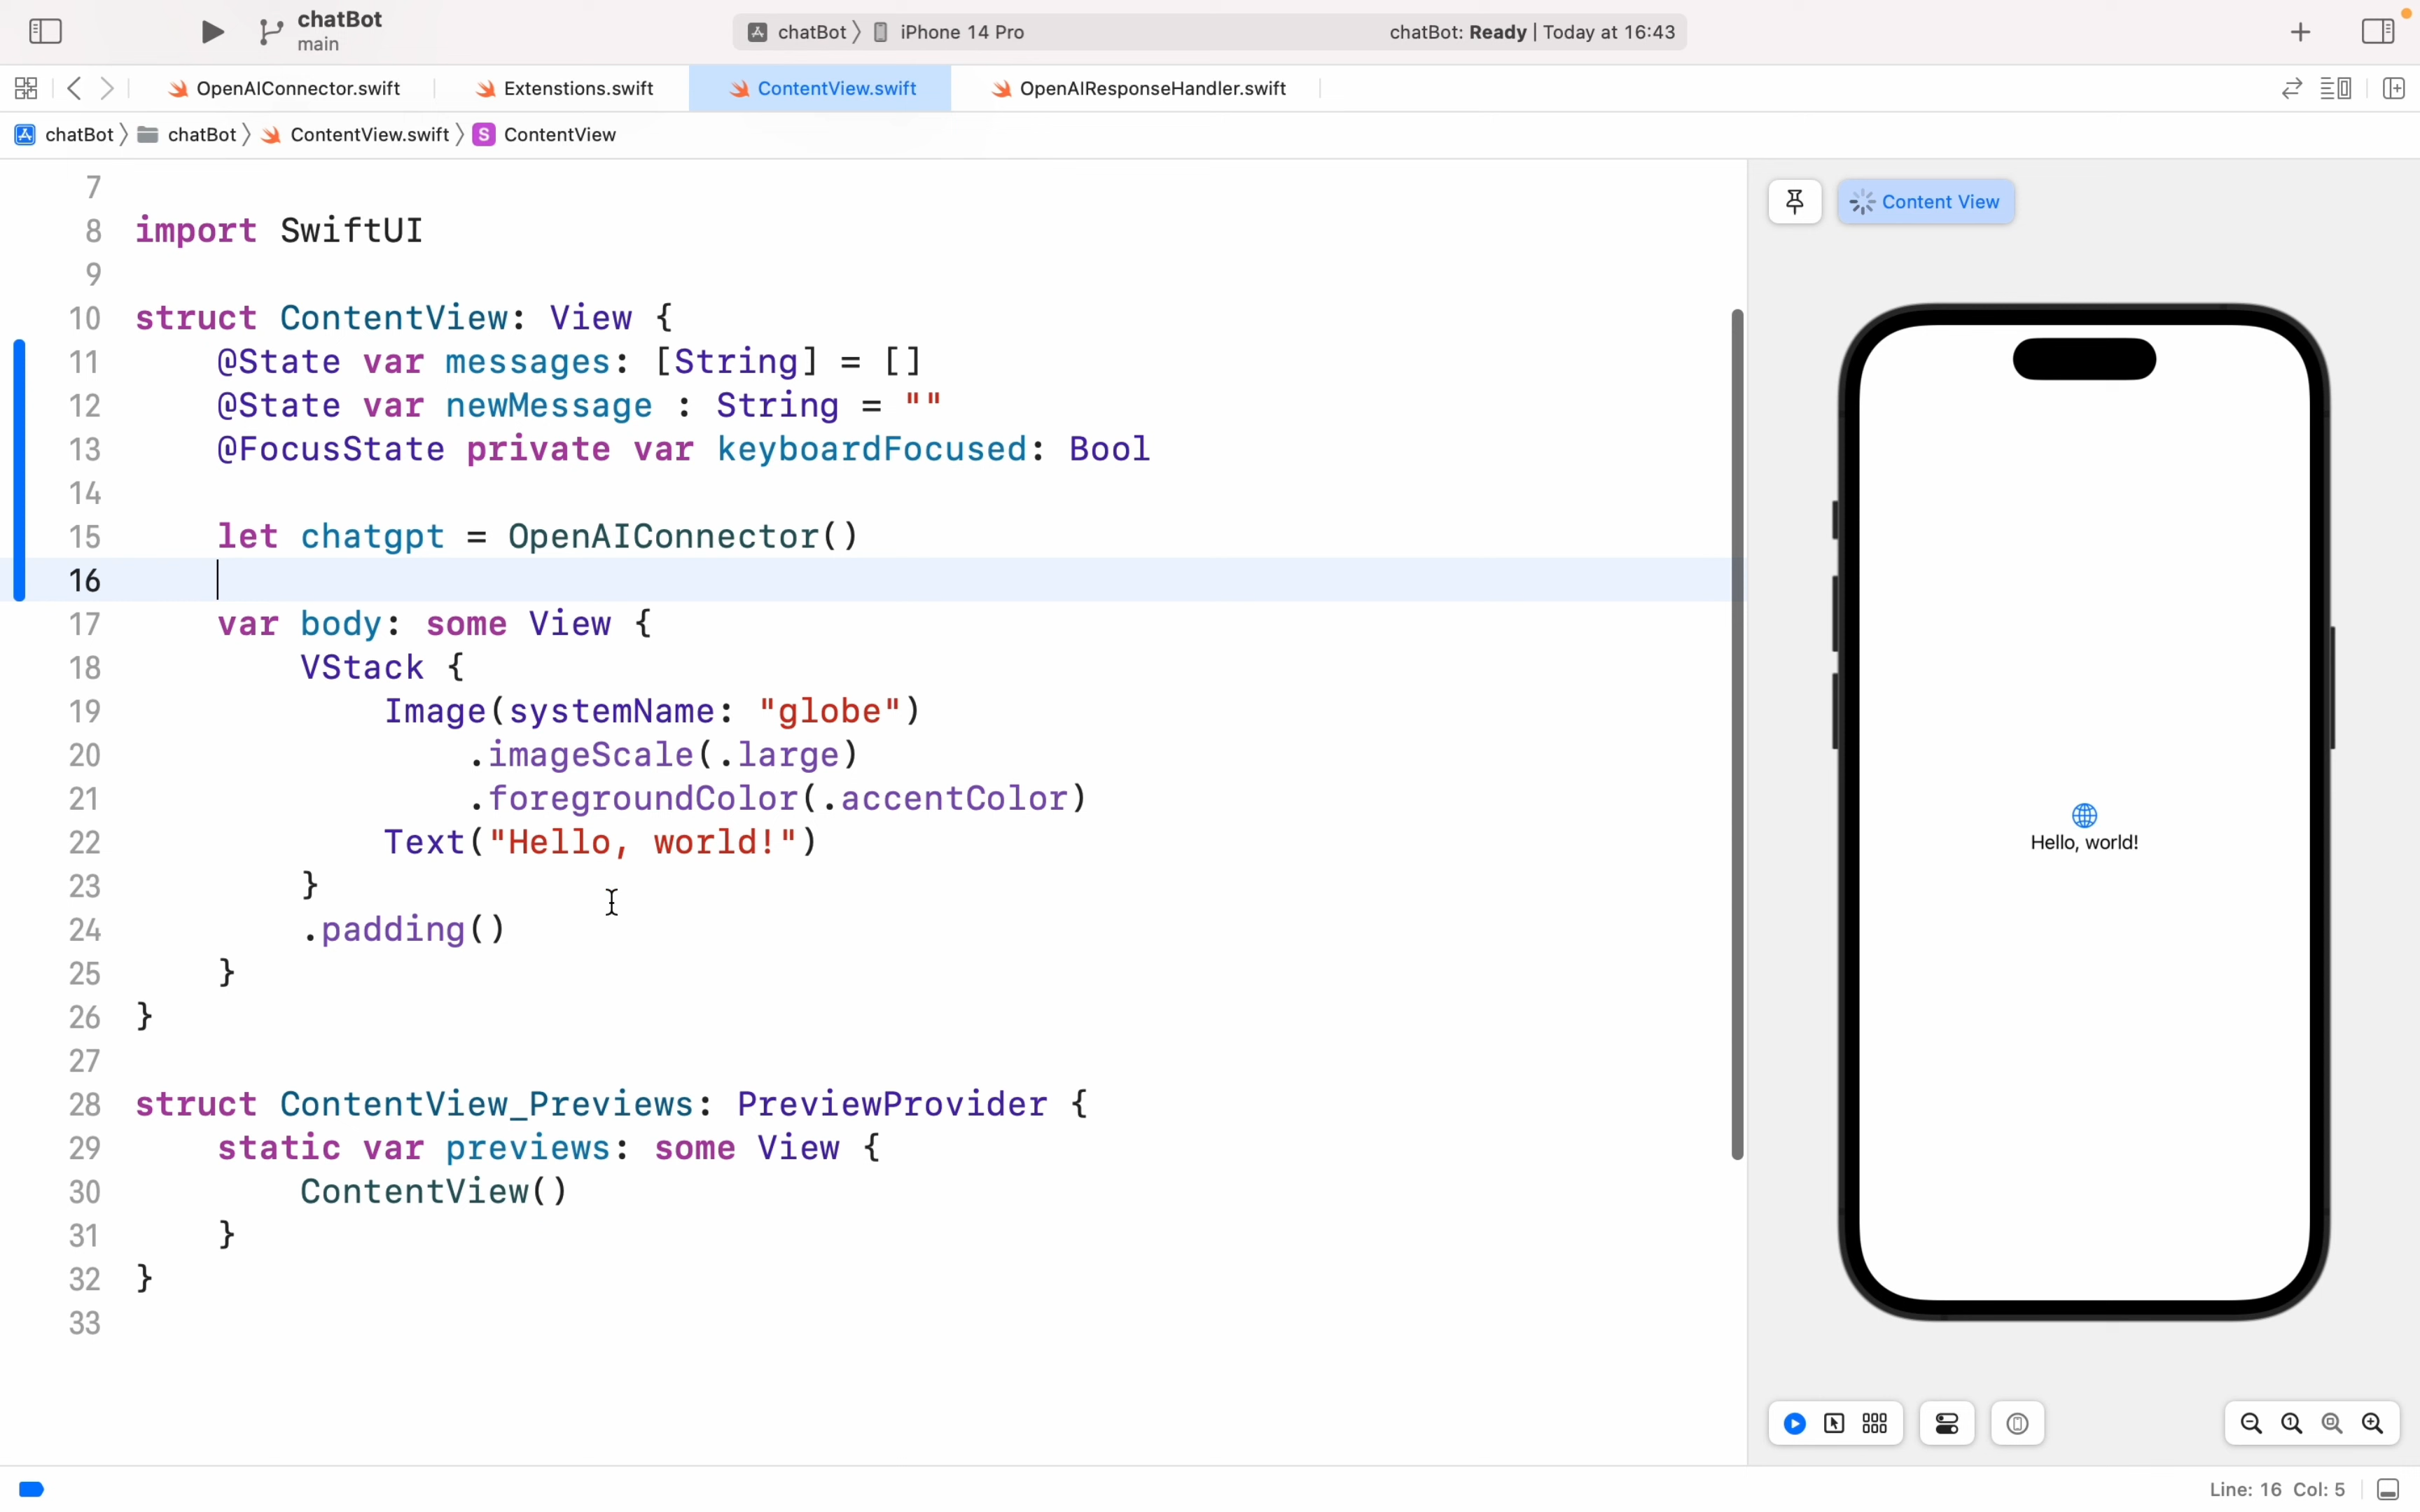 chatBot
main
chatBot iPhone 14 Pro
chatBot: Ready | Today at 16:43
OpenAIConnector.swift
Extenstions.swift
ContentView.swift
OpenAIResponseHandler.swift
chatBot chatBot ContentView.swift S ContentView
7
8 import SwiftUI
9
10 struct ContentView: View {
11 @State var messages: [String] = []
12 @State var newMessage : String = ""
13 @FocusState private var keyboardFocused: Bool
14
15 let chatgpt = OpenAIConnector()
16
17 var body: some View {
18 VStack {
19 Image(systemName: "globe")
20 .imageScale(.large)
21 .foregroundColor(.accentColor)
22 Text("Hello, world!")
23 }
24 .padding()
25 }
26 }
27
28 struct ContentView_Previews: PreviewProvider {
29 static var previews: some View {
30 ContentView()
31 }
32 }
33
Content View
Hello, world!
Line: 16 Col: 5